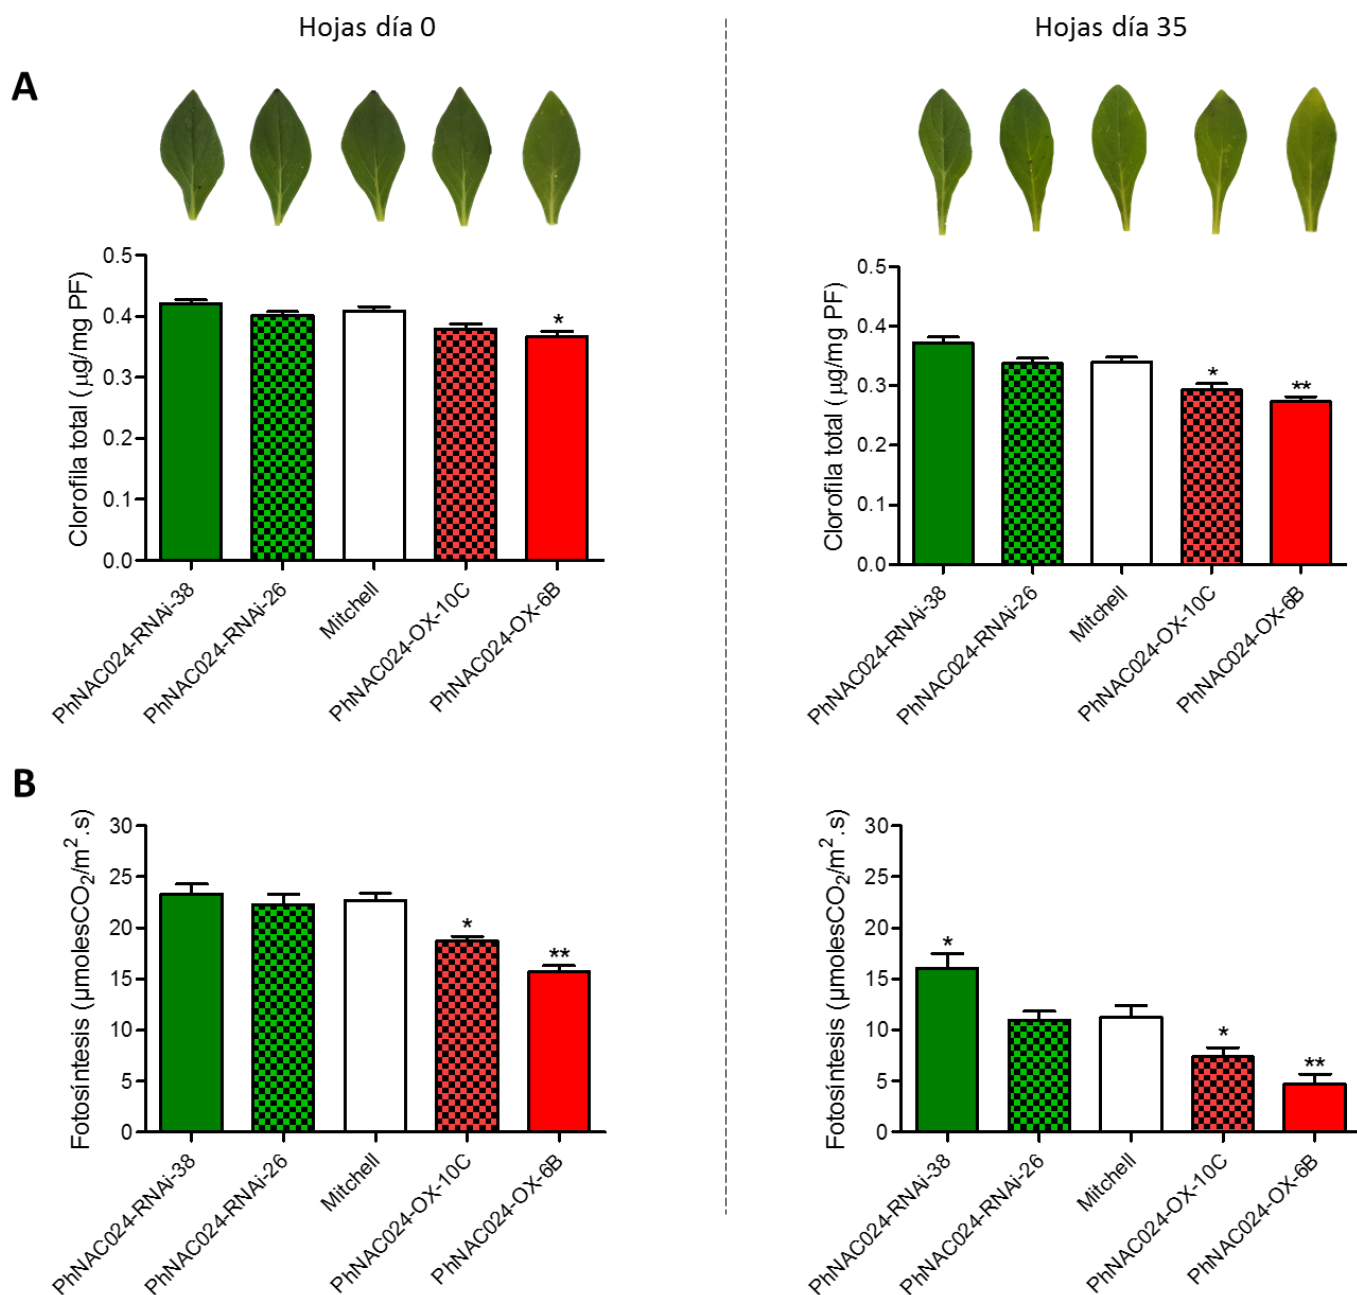 Hojas día 0
Hojas día 35
A
Clorofila total ( µg/mg PF)
0.5
0.4
0.3
0.2
0.1
0.0
*
PhNAC024-RNAi-38
PhNAC024-RNAi-26
Mitchell
PhNAC024-OX-10C
PhNAC024-OX-6B
Clorofila total ( µg/mg PF)
0.5
0.4
0.3
0.2
0.1
0.0
*
**
PhNAC024-RNAi-38
PhNAC024-RNAi-26
Mitchell
PhNAC024-OX-10C
PhNAC024-OX-6B
B
Fotosíntesis (µmolesCO₂/m².s)
30
25
20
15
10
5
0
*
**
PhNAC024-RNAi-38
PhNAC024-RNAi-26
Mitchell
PhNAC024-OX-10C
PhNAC024-OX-6B
Fotosíntesis (µmolesCO₂/m².s)
30
25
20
15
10
5
0
*
*
**
PhNAC024-RNAi-38
PhNAC024-RNAi-26
Mitchell
PhNAC024-OX-10C
PhNAC024-OX-6B